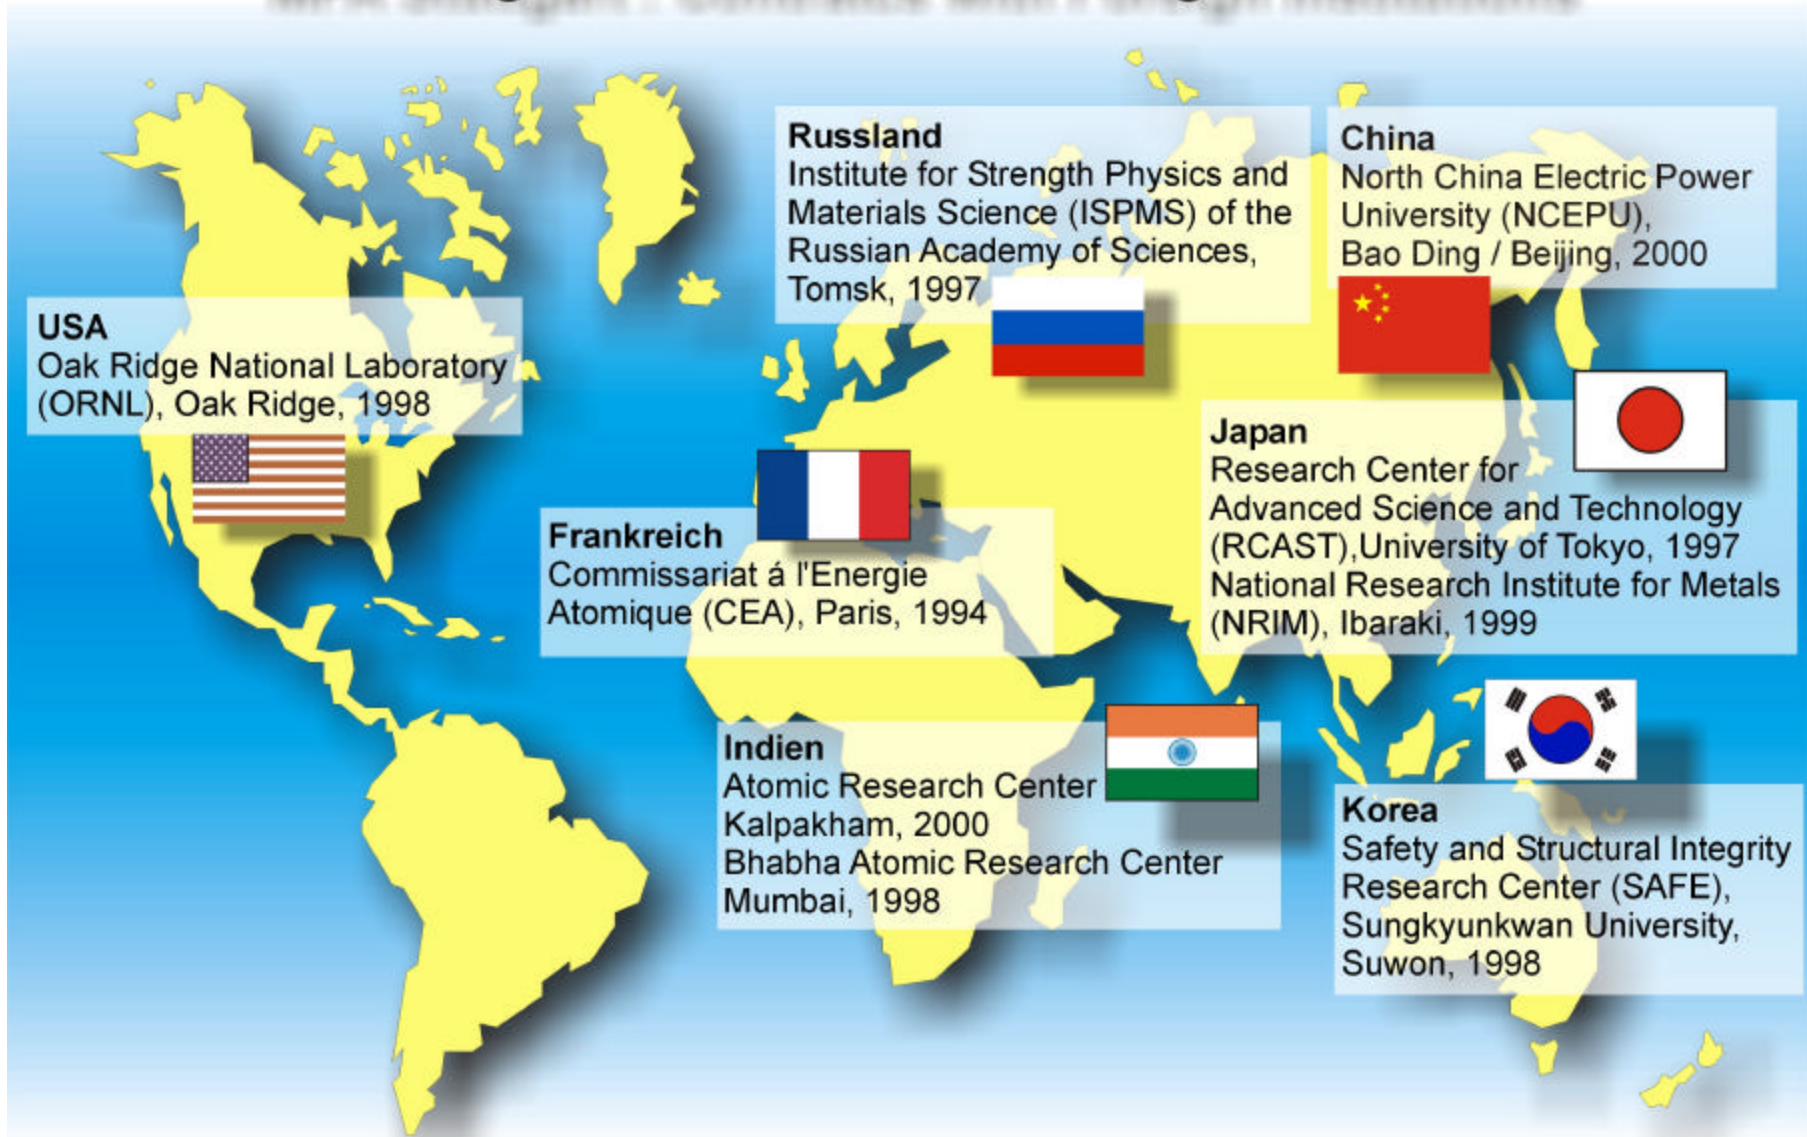 Russland
Institute for Strength Physics and
Materials Science (ISPMS) of the
Russian Academy of Sciences,
Tomsk, 1997
China
North China Electric Power
University (NCEPU),
Bao Ding / Beijing, 2000
USA
Oak Ridge National Laboratory
(ORNL), Oak Ridge, 1998
Japan
Research Center for
Advanced Science and Technology
(RCAST),University of Tokyo, 1997
National Research Institute for Metals
(NRIM), Ibaraki, 1999
Frankreich
Commissariat á l'Energie
Atomique (CEA), Paris, 1994
Indien
Atomic Research Center
Kalpakham, 2000
Bhabha Atomic Research Center
Mumbai, 1998
Korea
Safety and Structural Integrity
Research Center (SAFE),
Sungkyunkwan University,
Suwon, 1998